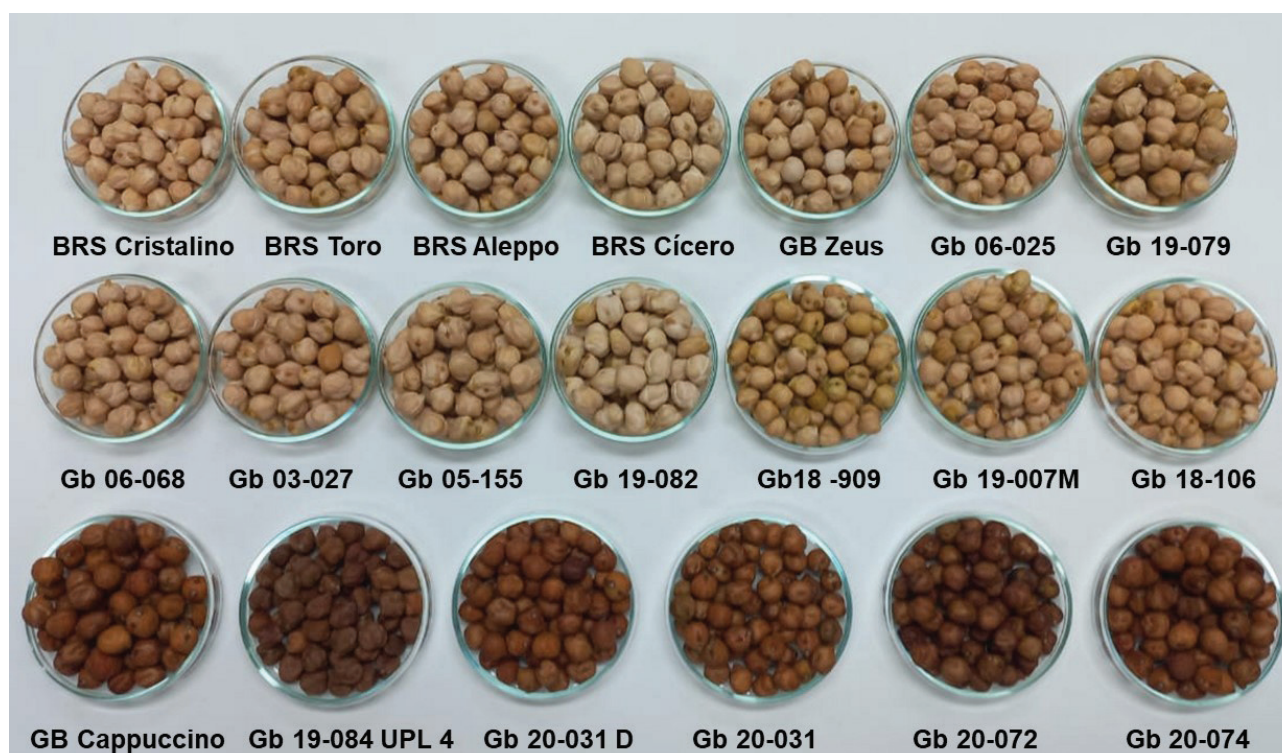 BRS Cristalino BRS Toro BRS Aleppo BRS Cícero GB Zeus Gb 06-025 Gb 19-079
Gb 06-068 Gb 03-027 Gb 05-155 Gb 19-082 Gb18 -909 Gb 19-007M Gb 18-106
GB Cappuccino Gb 19-084 UPL 4 Gb 20-031 D Gb 20-031 Gb 20-072 Gb 20-074